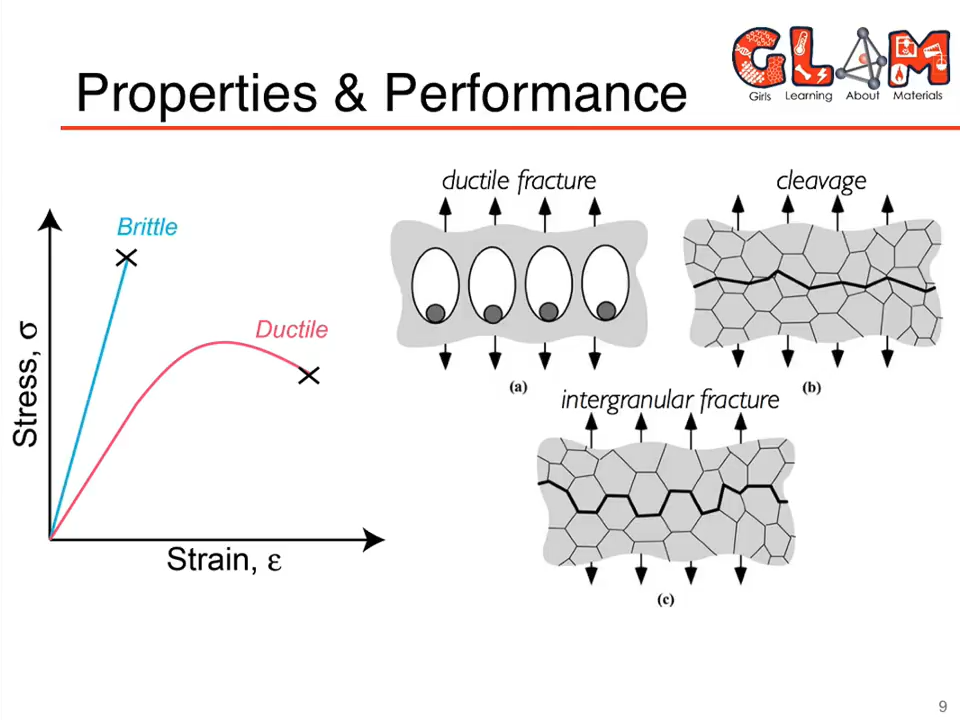 GLAM
Girls Learning About Materials
Properties & Performance
Brittle
Ductile
Stress, σ
Strain, ε
ductile fracture
(a)
cleavage
(b)
intergranular fracture
(c)
9